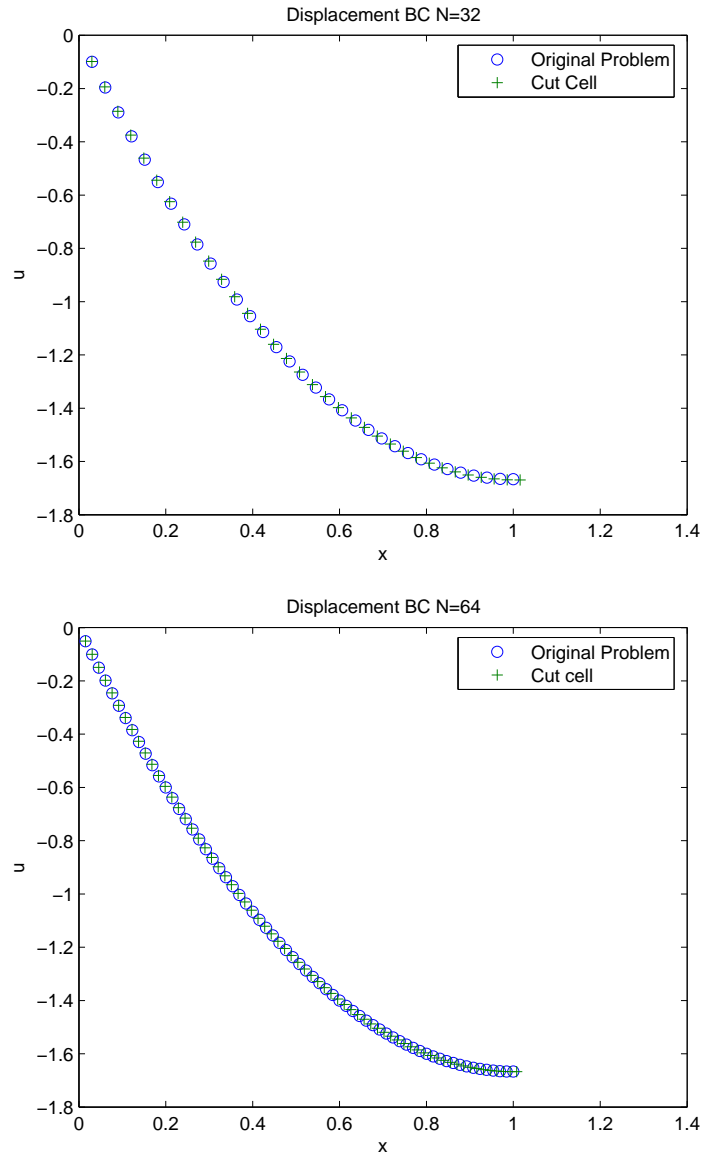 Displacement BC N=32
Original Problem
Cut Cell
0
−0.2
−0.4
−0.6
−0.8
−1
−1.2
−1.4
−1.6
−1.8
u
0 0.2 0.4 0.6 0.8 1 1.2 1.4
x
Displacement BC N=64
Original Problem
Cut cell
0
−0.2
−0.4
−0.6
−0.8
−1
−1.2
−1.4
−1.6
−1.8
u
0 0.2 0.4 0.6 0.8 1 1.2 1.4
x